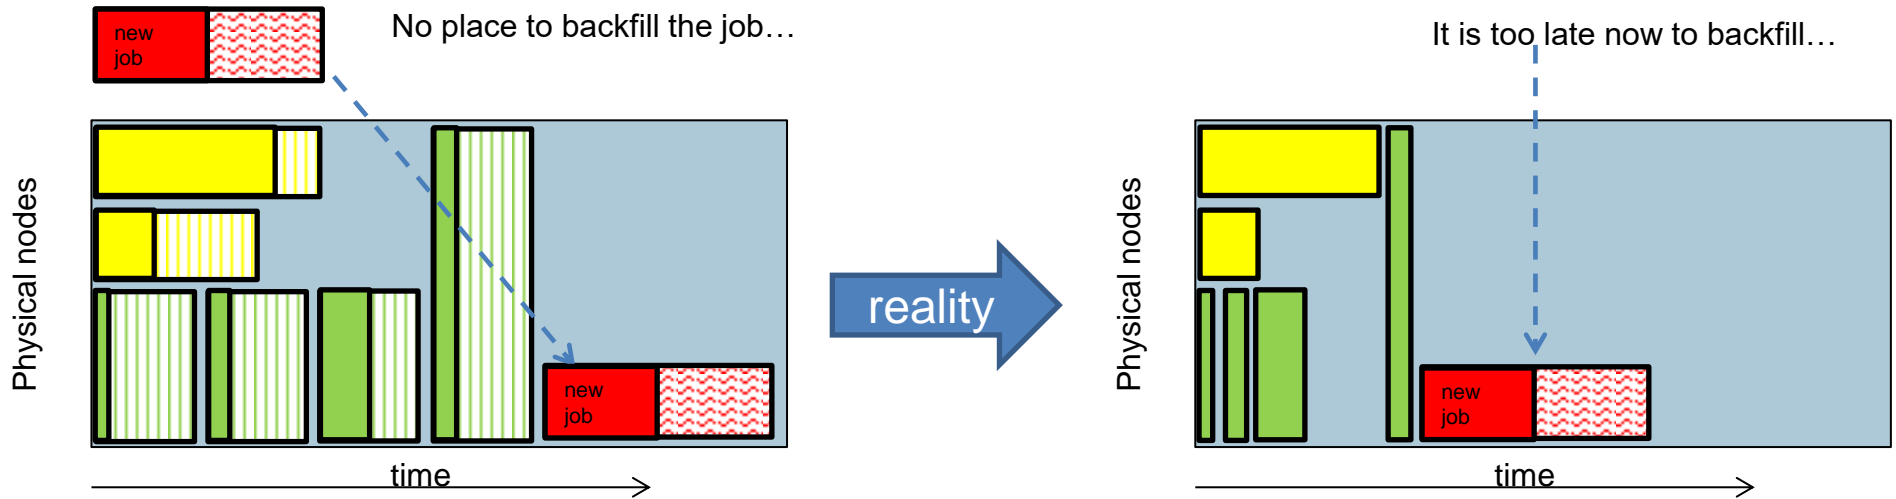 new
job
No place to backfill the job…
It is too late now to backfill…
Physical nodes
new
job
time
reality
Physical nodes
new
job
time